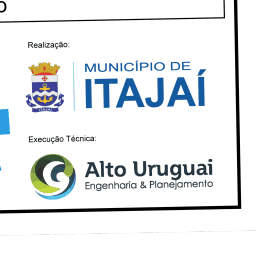 O
Realização:
MUNICÍPIO DE
ITAJAÍ
Execução Técnica:
Alto Uruguai
Engenharia & Planejamento